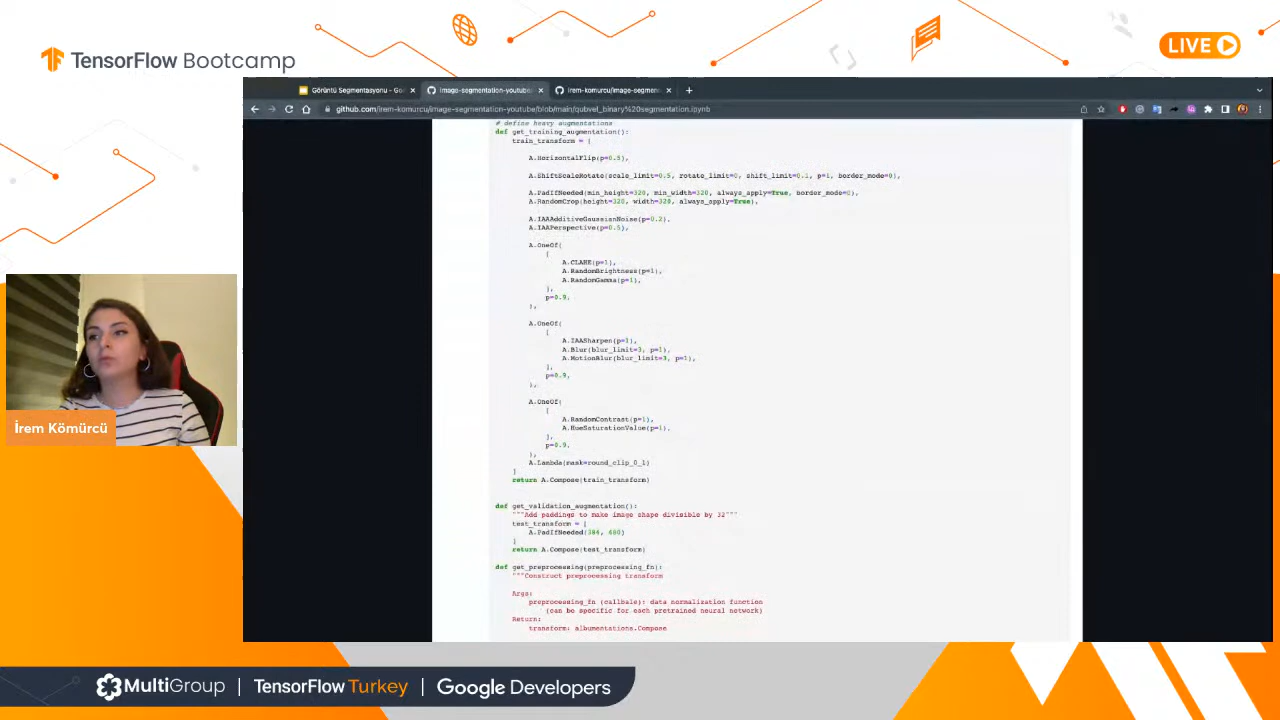 TensorFlow Bootcamp
LIVE
Görüntü Segmentasyonu - Go
image-segmentation-youtube/
irem-komurcu/image-segmen
github.com/irem-komurcu/image-segmentation-youtube/blob/main/qubvel_binary%20segmentation.ipynb
# define heavy augmentations
def get_training_augmentation():
train_transform = [
A.HorizontalFlip(p=0.5),
A.ShiftScaleRotate(scale_limit=0.5, rotate_limit=0, shift_limit=0.1, p=1, border_mode=0),
A.PadIfNeeded(min_height=320, min_width=320, always_apply=True, border_mode=0),
A.RandomCrop(height=320, width=320, always_apply=True),
A.IAAAdditiveGaussianNoise(p=0.2),
A.IAAPerspective(p=0.5),
A.OneOf(
[
A.CLAHE(p=1),
A.RandomBrightness(p=1),
A.RandomGamma(p=1),
],
p=0.9,
),
A.OneOf(
[
A.IAASharpen(p=1),
A.Blur(blur_limit=3, p=1),
A.MotionBlur(blur_limit=3, p=1),
],
p=0.9,
),
A.OneOf(
[
A.RandomContrast(p=1),
A.HueSaturationValue(p=1),
],
p=0.9,
),
A.Lambda(mask=round_clip_0_1)
]
return A.Compose(train_transform)
def get_validation_augmentation():
"""Add paddings to make image shape divisible by 32"""
test_transform = [
A.PadIfNeeded(384, 480)
]
return A.Compose(test_transform)
def get_preprocessing(preprocessing_fn):
"""Construct preprocessing transform
Args:
preprocessing_fn (callbale): data normalization function
(can be specific for each pretrained neural network)
Return:
transform: albumentations.Compose
İrem Kömürcü
MultiGroup | TensorFlow Turkey | Google Developers